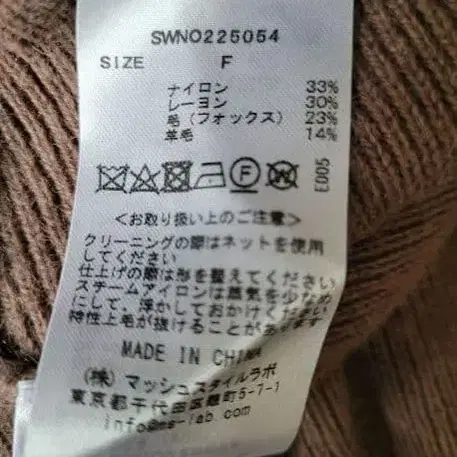 SWNO225054
SIZE F
ナイロン 33%
レーヨン 30%
毛(フォックス) 23%
羊毛 14%
E005
<お取り扱い上のご注意>
クリーニングの際はネットを使用
してください
仕上げの際は形を整えてください
スチームアイロンは蒸気を少なめ
にして、浮かしておかけください
特性上毛が抜けることがあります
MADE IN CHINA
(株)マッシュスタイルラボ
東京都千代田区麹町5-7-1
info@ms-lab.com